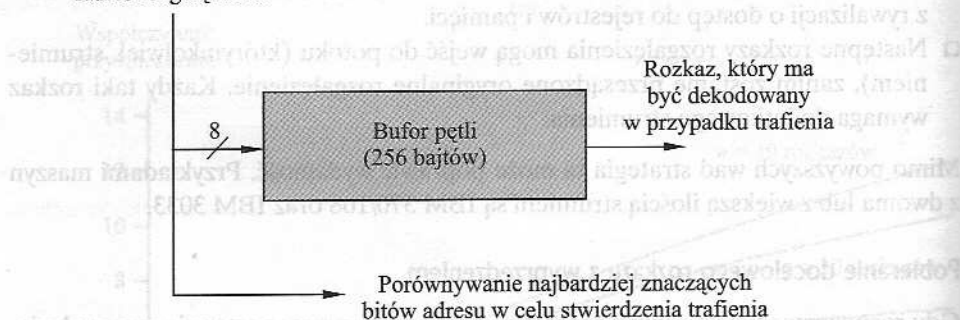 Rozkaz, który ma
być dekodowany
w przypadku trafienia
8
Bufor pętli
(256 bajtów)
Porównywanie najbardziej znaczących
bitów adresu w celu stwierdzenia trafienia